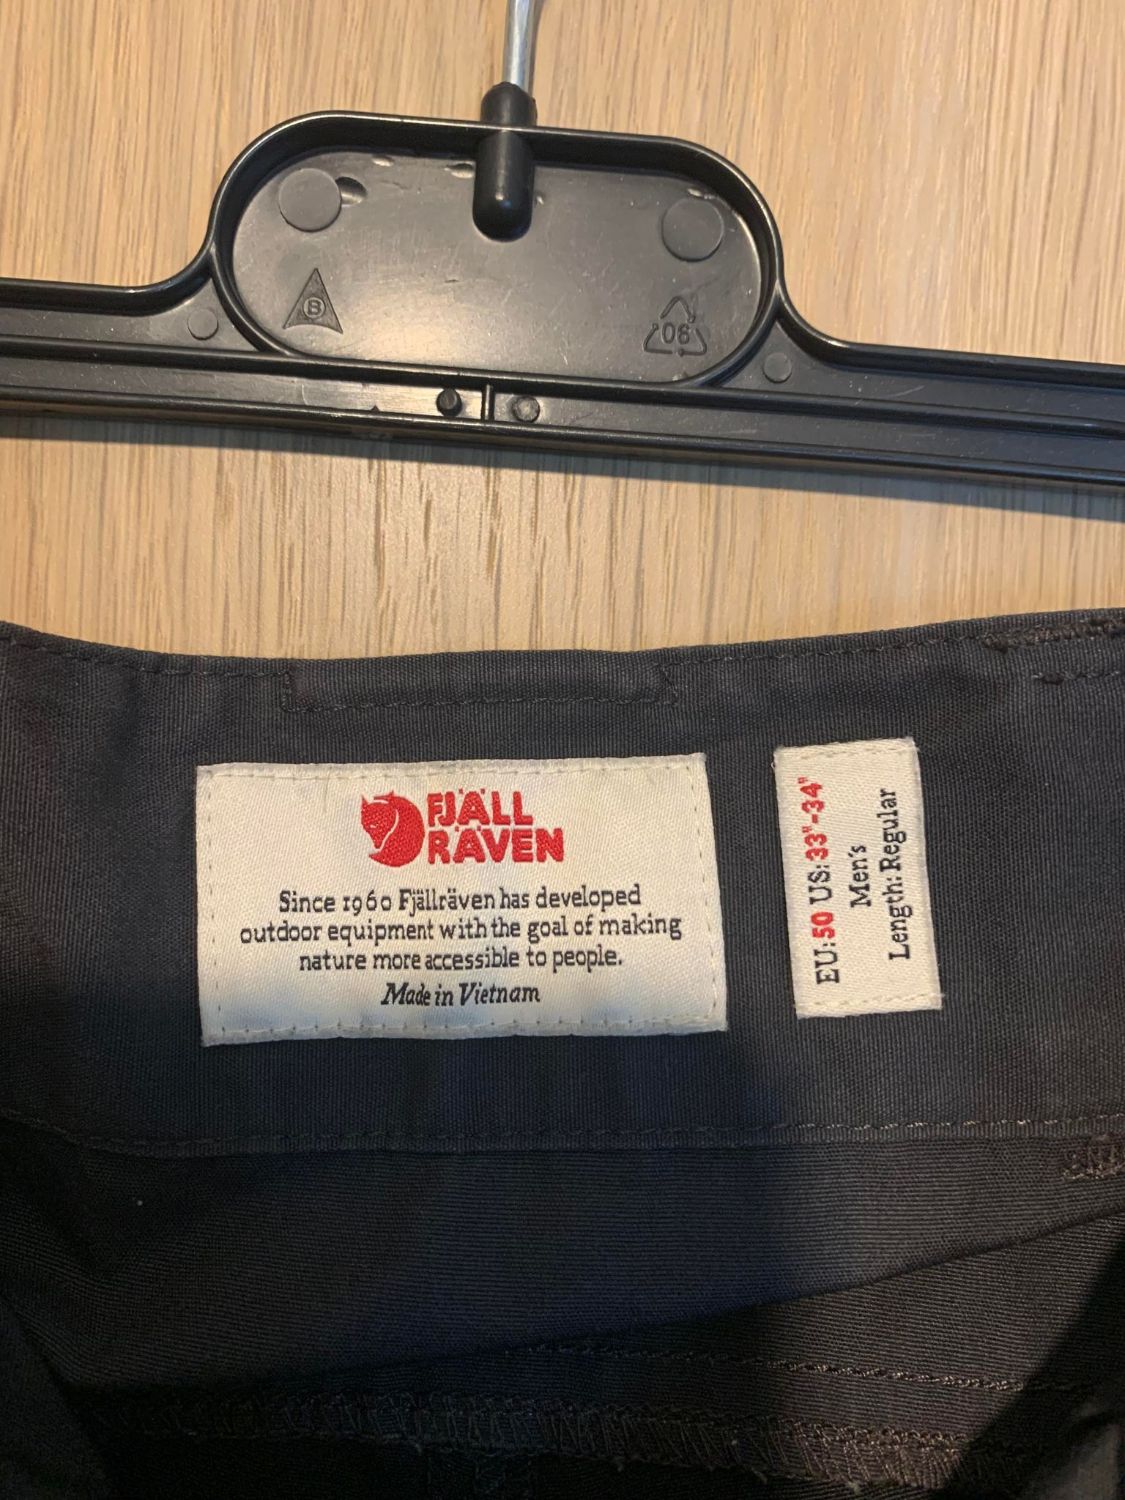 B
06
FJÄLL
RÄVEN
Since 1960 Fjällräven has developed
outdoor equipment with the goal of making
nature more accessible to people.
Made in Vietnam
EU:50 US:33"-34"
Men's
Length: Regular